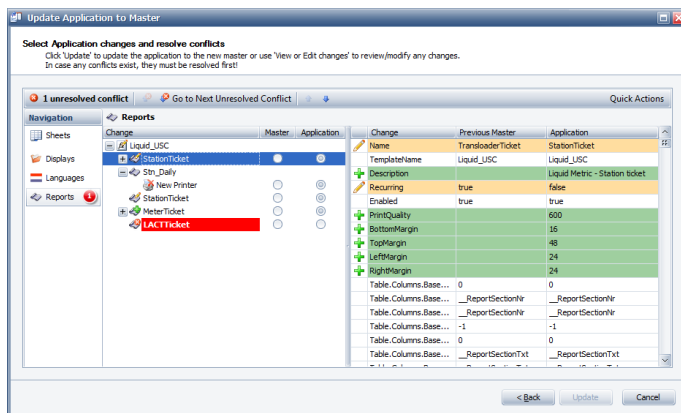 Update Application to Master
Select Application changes and resolve conflicts
Click 'Update' to update the application to the new master or use 'View or Edit changes' to review/modify any changes.
In case any conflicts exist, they must be resolved first!
1 unresolved conflict Go to Next Unresolved Conflict Quick Actions
Navigation
Sheets
Displays
Languages
Reports 1
Reports
Change Master Application
Liquid_USC
StationTicket
Stn_Daily
New Printer
StationTicket
MeterTicket
LACTTicket
Change Previous Master Application
Name TransloaderTicket StationTicket
TemplateName Liquid_USC Liquid_USC
Description Liquid Metric - Station ticket
Recurring true false
Enabled true true
PrintQuality 600
BottomMargin 16
TopMargin 48
LeftMargin 24
RightMargin 24
Table.Columns.Base... 0 0
Table.Columns.Base... __ReportSectionNr __ReportSectionNr
Table.Columns.Base... __ReportSectionNr __ReportSectionNr
Table.Columns.Base... -1 -1
Table.Columns.Base... 0 0
Table.Columns.Base... __ReportSectionTxt __ReportSectionTxt
< Back Update Cancel